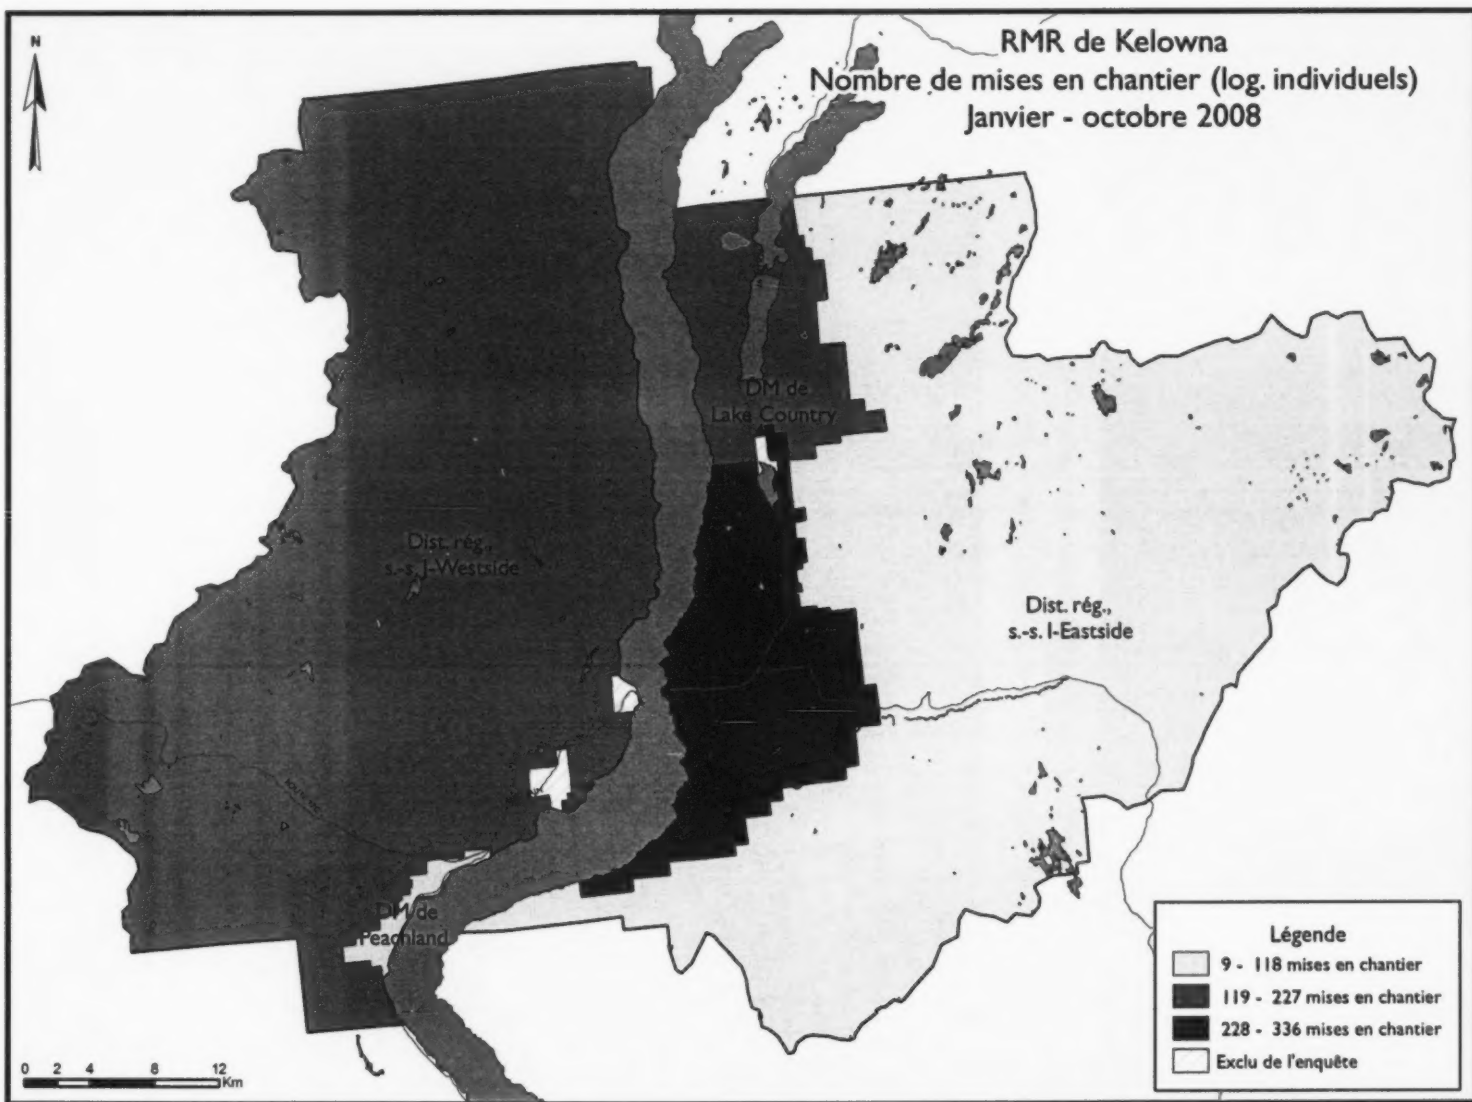 N
RMR de Kelowna
Nombre de mises en chantier (log. individuels)
Janvier - octobre 2008
DM de
Lake Country
Dist. rég.,
s.-s. J-Westside
Dist. rég.,
s.-s. I-Eastside
DM de
Peachland
Légende
9 - 118 mises en chantier
119 - 227 mises en chantier
228 - 336 mises en chantier
Exclu de l'enquête
0 2 4 8 12
Km